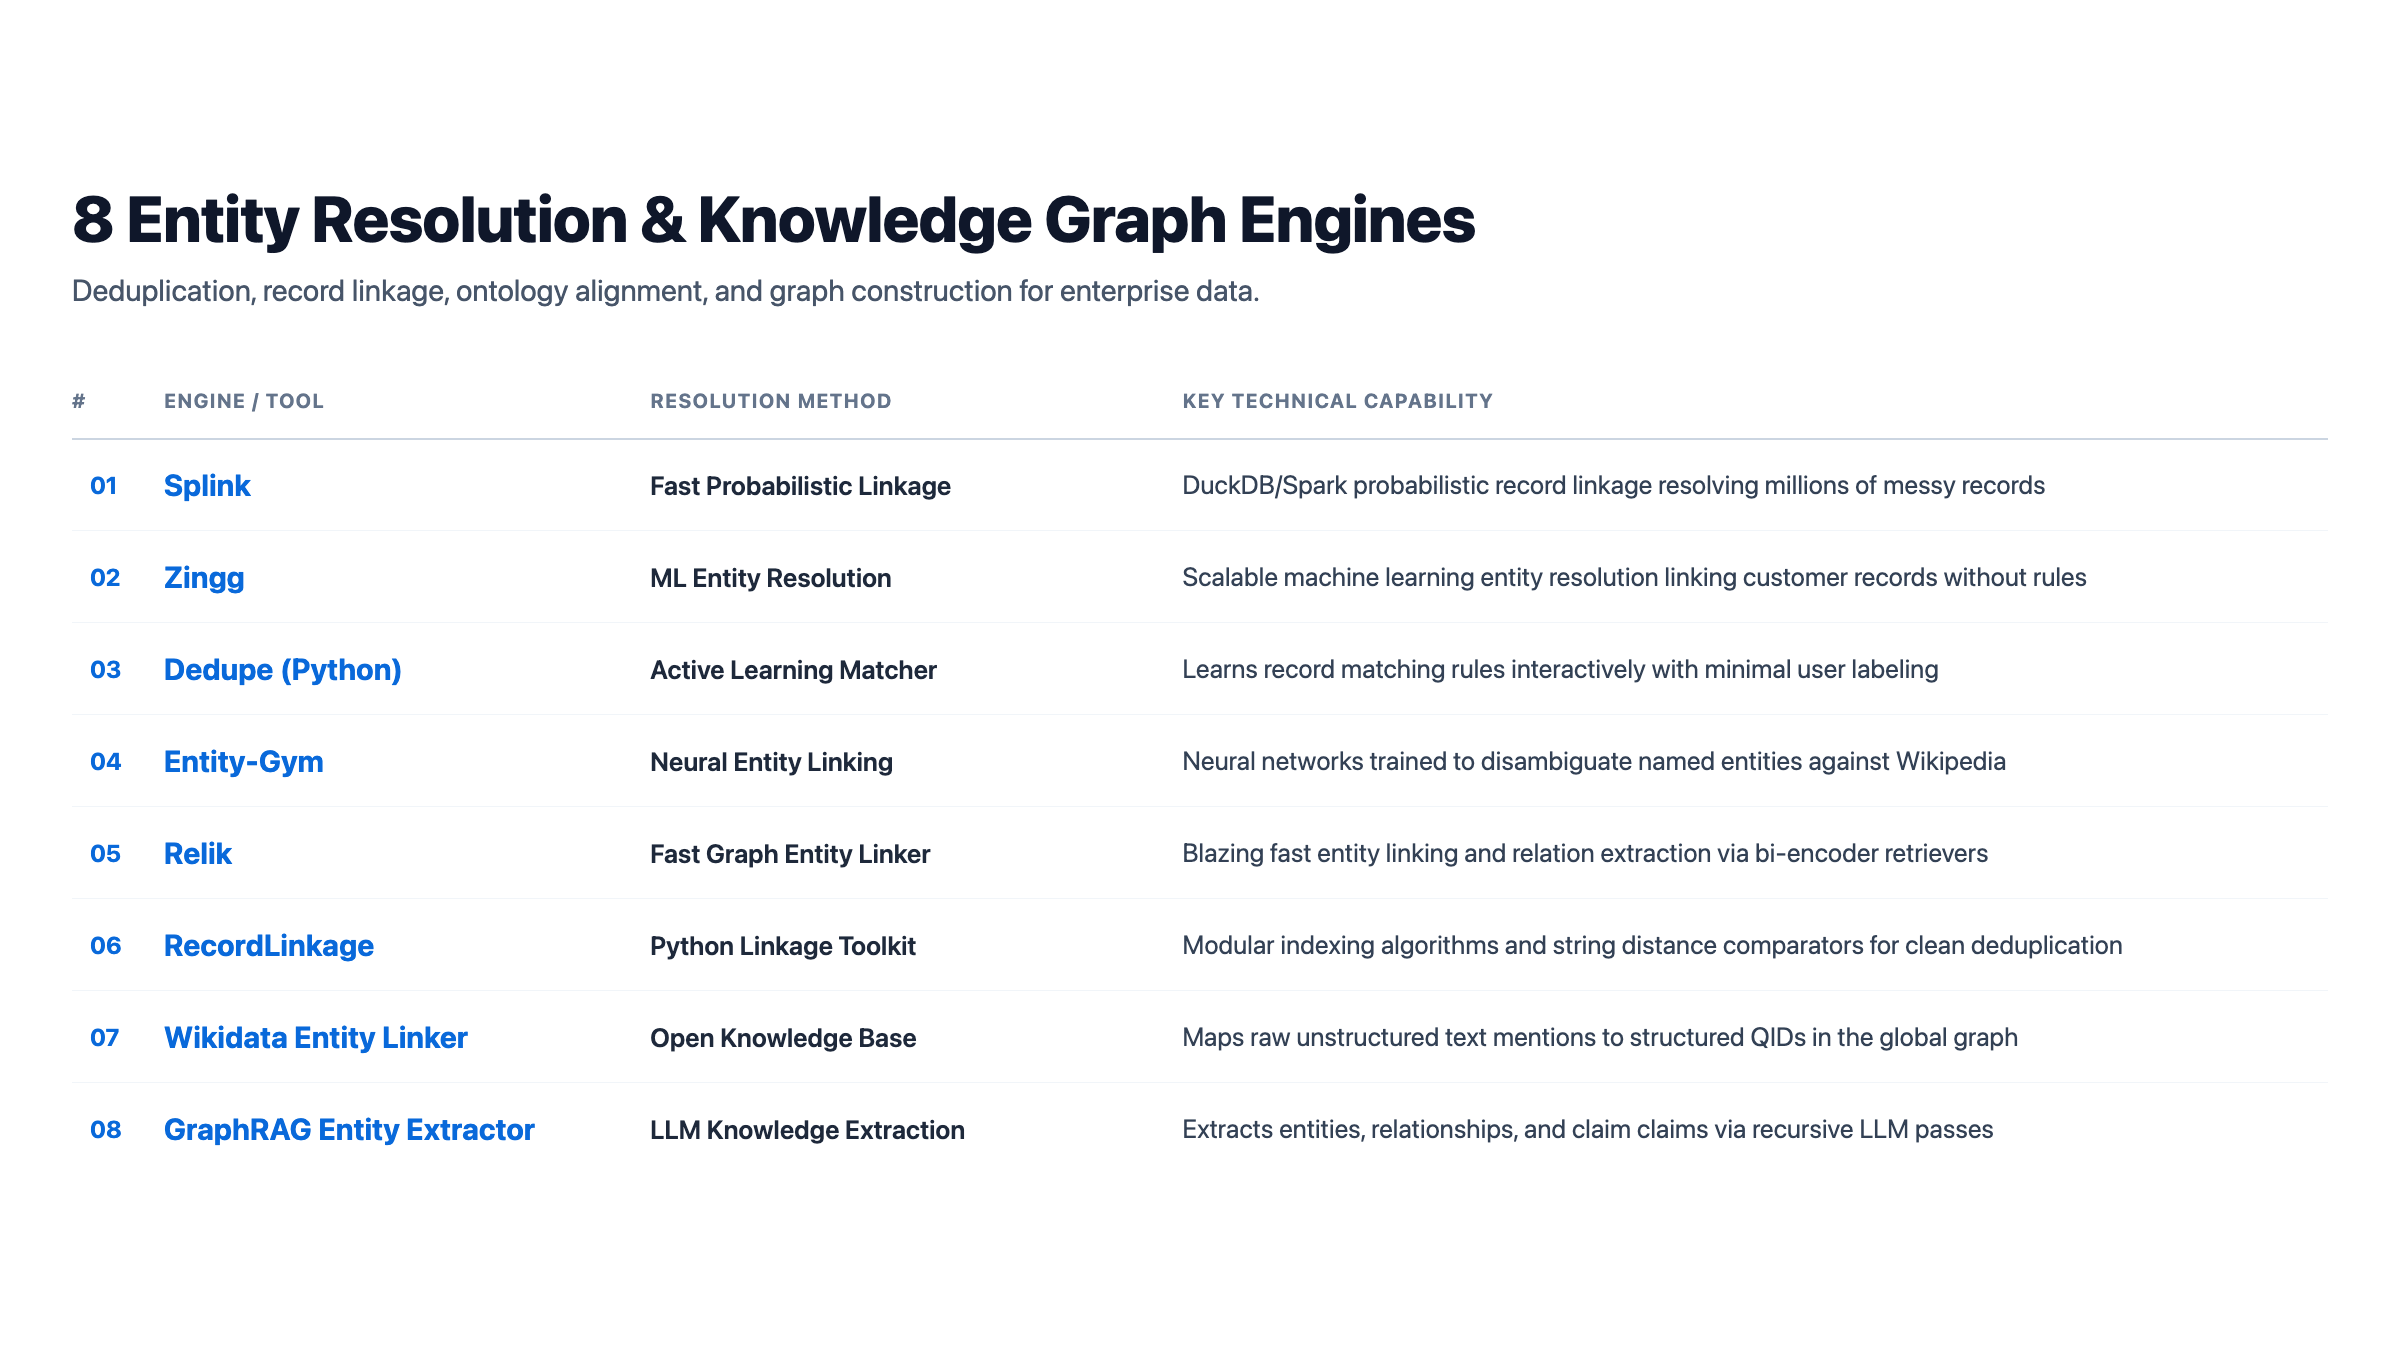 8 Entity Resolution & Knowledge Graph Engines
Deduplication, record linkage, ontology alignment, and graph construction for enterprise data.
# ENGINE / TOOL RESOLUTION METHOD KEY TECHNICAL CAPABILITY
01 Splink Fast Probabilistic Linkage DuckDB/Spark probabilistic record linkage resolving millions of messy records
02 Zingg ML Entity Resolution Scalable machine learning entity resolution linking customer records without rules
03 Dedupe (Python) Active Learning Matcher Learns record matching rules interactively with minimal user labeling
04 Entity-Gym Neural Entity Linking Neural networks trained to disambiguate named entities against Wikipedia
05 Relik Fast Graph Entity Linker Blazing fast entity linking and relation extraction via bi-encoder retrievers
06 RecordLinkage Python Linkage Toolkit Modular indexing algorithms and string distance comparators for clean deduplication
07 Wikidata Entity Linker Open Knowledge Base Maps raw unstructured text mentions to structured QIDs in the global graph
08 GraphRAG Entity Extractor LLM Knowledge Extraction Extracts entities, relationships, and claim claims via recursive LLM passes